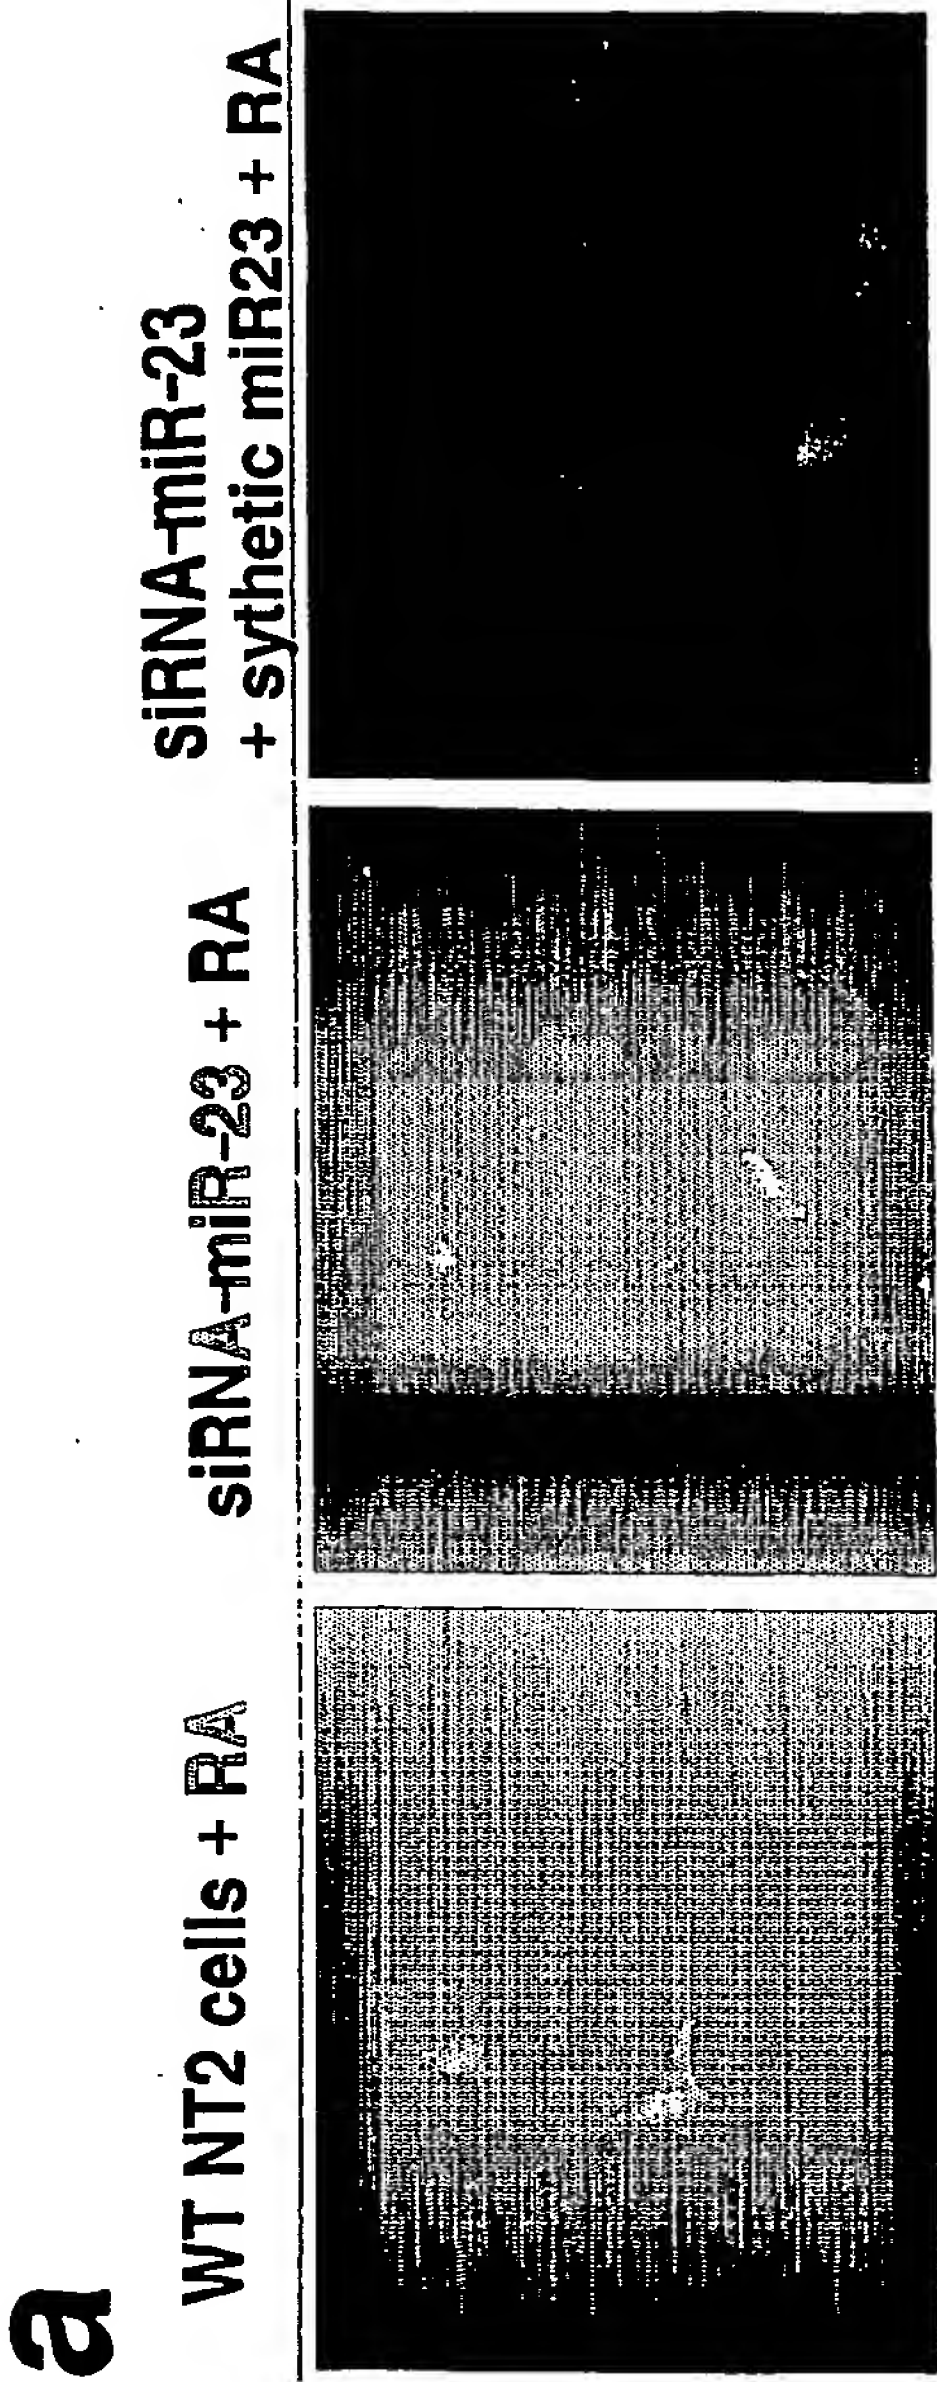 a
WT NT2 cells + RA
siRNA-miR-23 + RA
siRNA-miR-23
+ sythetic miR23 + RA